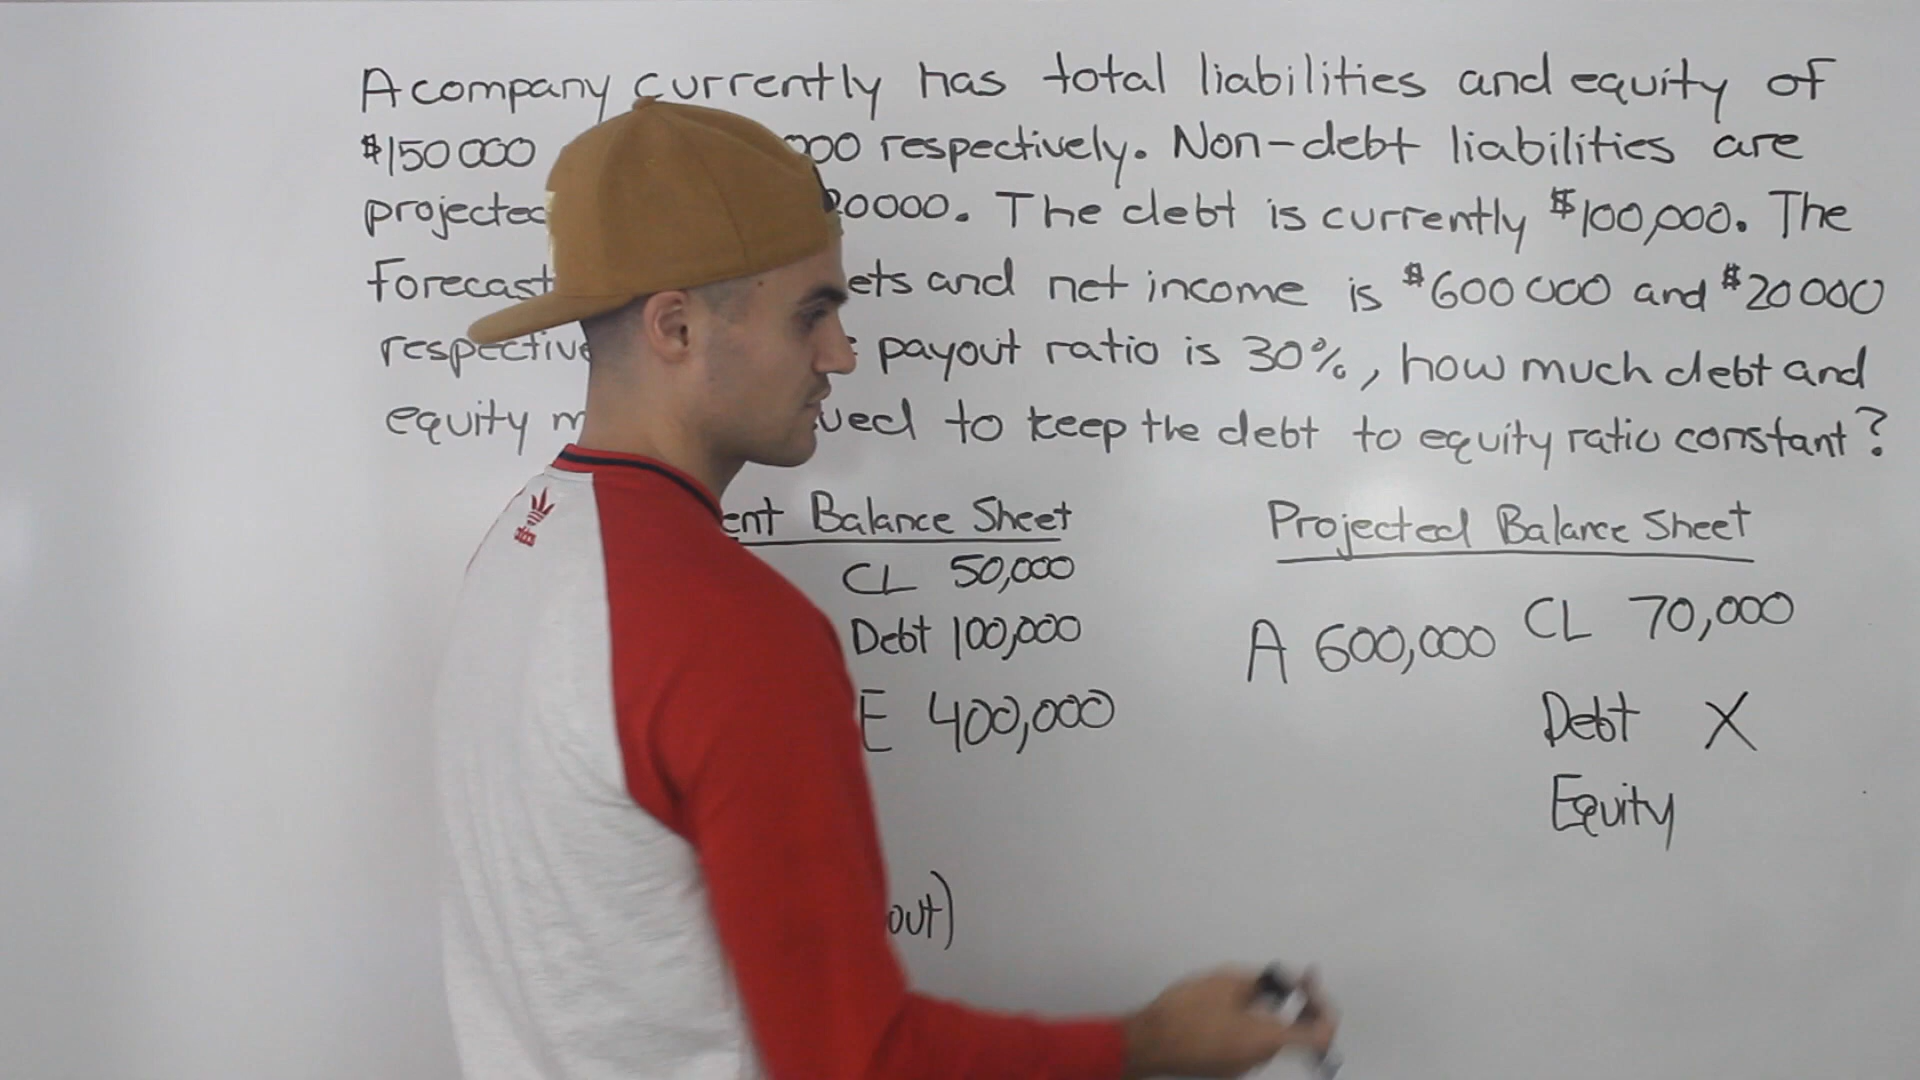 A company currently has total liabilities and equity of
$150 000 000 respectively. Non-debt liabilities are
projected 20000. The debt is currently $100,000. The
forecast ets and net income is $600 000 and $20 000
respective payout ratio is 30%, how much debt and
equity m ued to keep the debt to equity ratio constant?
ent Balance Sheet
CL 50,000
Debt 100,000
E 400,000
out)
Projected Balance Sheet
A 600,000 CL 70,000
Debt X
Equity